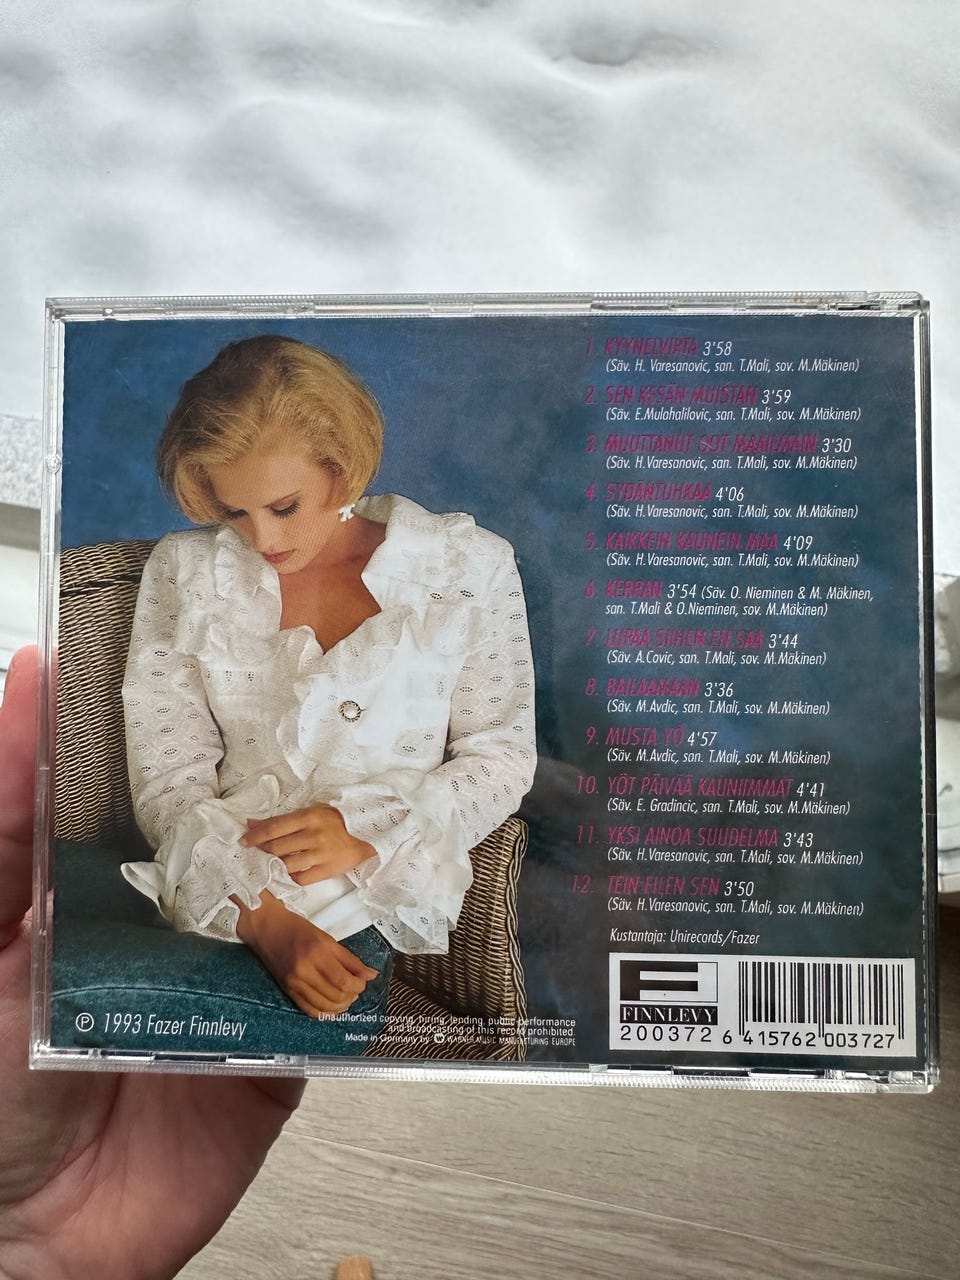 1. KYYNELVIRTA 3'58
(Säv. H. Varesanovic, san. T.Mali, sov. M.Mäkinen)
2. SEN KESÄN MUISTAN 3'59
(Säv. E.Mulahalilovic, san. T.Mali, sov. M.Mäkinen)
3. MUUTTANUT OOT MAAILMAIN 3'30
(Säv. H.Varesanovic, san. T.Mali, sov. M.Mäkinen)
4. SYDÄNTUHKAA 4'06
(Säv. H.Varesanovic, san. T.Mali, sov. M.Mäkinen)
5. KAIKKEIN KAUNEIN MAA 4'09
(Säv. H.Varesanovic, san. T.Mali, sov. M.Mäkinen)
6. KERRAN 3'54 (Säv. O. Nieminen & M. Mäkinen,
san. T.Mali & O.Nieminen, sov. M.Mäkinen)
7. LUPAA SIIHEN EN SAA 3'44
(Säv. A.Covic, san. T.Mali, sov. M.Mäkinen)
8. BAILAAMAAN 3'36
(Säv. M.Avdic, san. T.Mali, sov. M.Mäkinen)
9. MUSTA YÖ 4'57
(Säv. M.Avdic, san. T.Mali, sov. M.Mäkinen)
10. YÖT PÄIVÄÄ KAUNIIMMAT 4'41
(Säv. E. Gradincic, san. T.Mali, sov. M.Mäkinen)
11. YKSI AINOA SUUDELMA 3'43
(Säv. H.Varesanovic, san. T.Mali, sov. M.Mäkinen)
12. TEIN EILEN SEN 3'50
(Säv. H.Varesanovic, san. T.Mali, sov. M.Mäkinen)
Kustantaja: Unirecords/Fazer
F
FINNLEVY
200372 6 415762 003727
℗ 1993 Fazer Finnlevy
Unauthorized copying, hiring, lending, public performance
and broadcasting of this record prohibited.
Made in Germany by WARNER MUSIC MANUFACTURING EUROPE